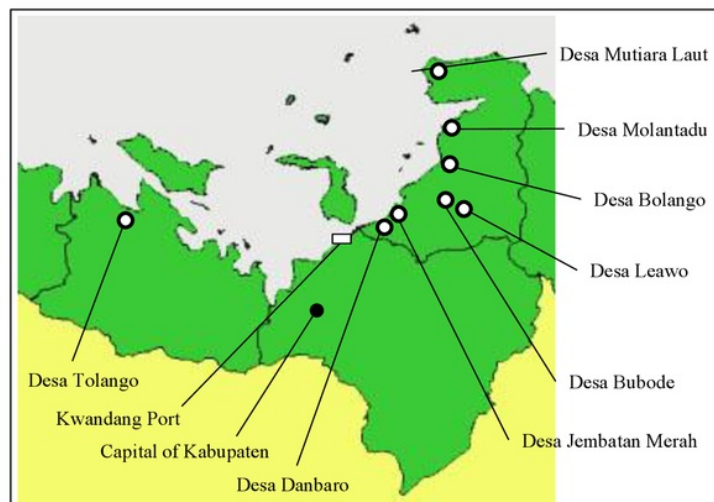 Desa Mutiara Laut
Desa Molantadu
Desa Bolango
Desa Leawo
Desa Tolango
Desa Bubode
Kwandang Port
Desa Jembatan Merah
Capital of Kabupaten
Desa Danbaro